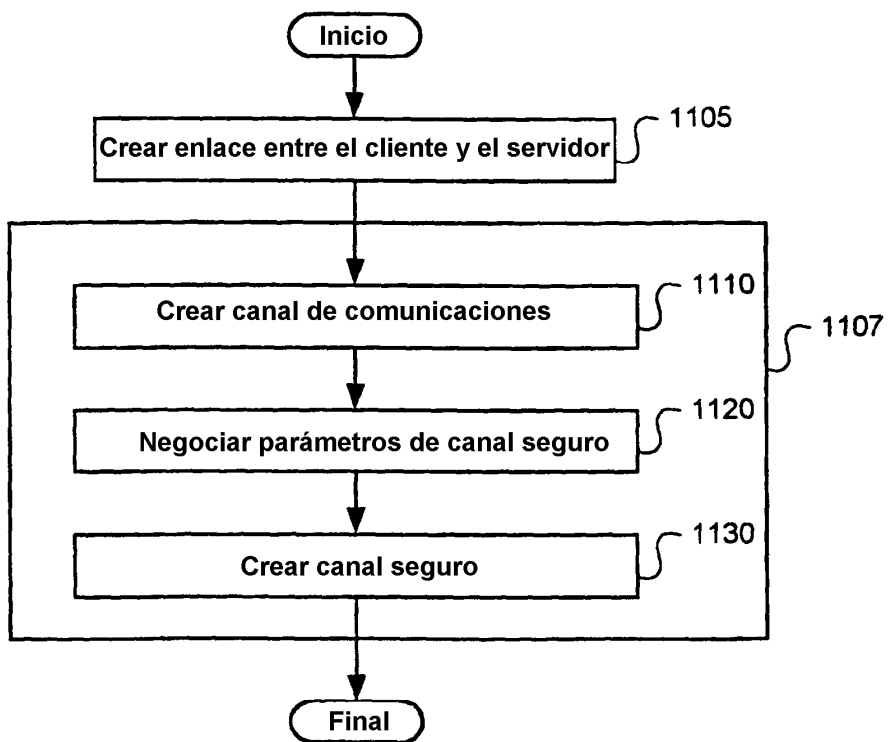 Inicio
Crear enlace entre el cliente y el servidor
1105
Crear canal de comunicaciones
1110
1107
Negociar parámetros de canal seguro
1120
Crear canal seguro
1130
Final